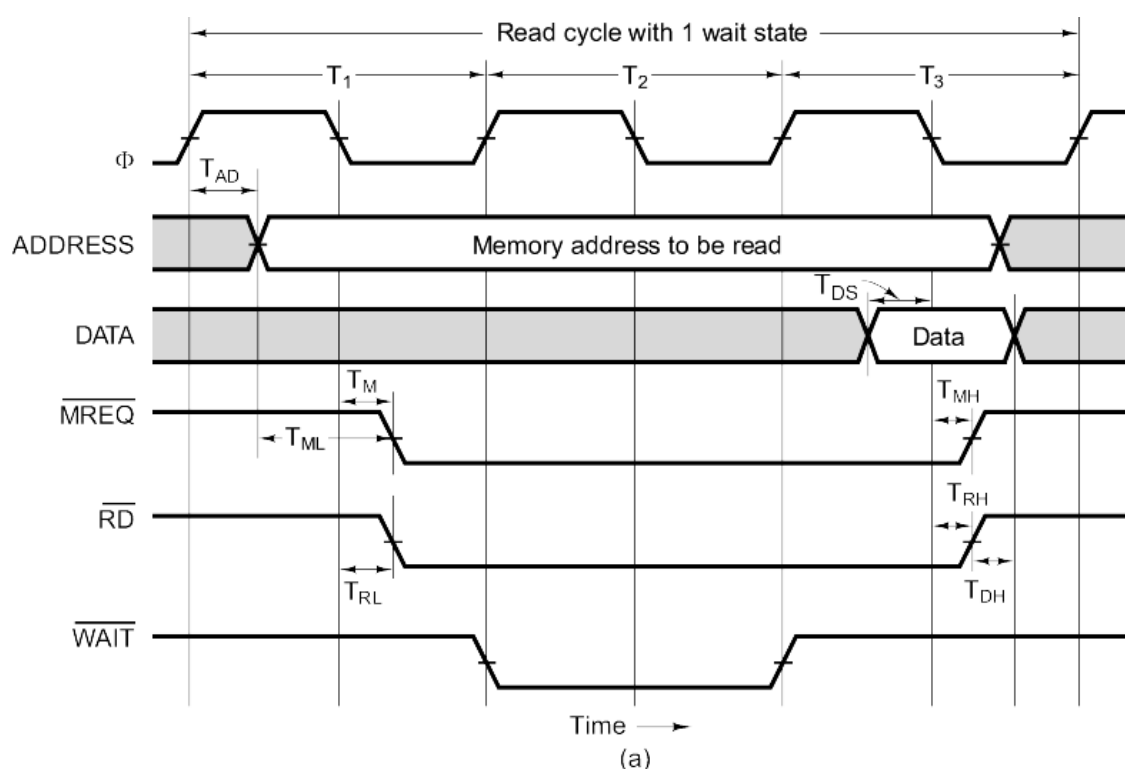 Read cycle with 1 wait state
T1 T2 T3
Φ
TAD
ADDRESS Memory address to be read
TDS
DATA Data
TM TMH
MREQ
TML
TRH
RD
TRL TDH
WAIT
Time
(a)